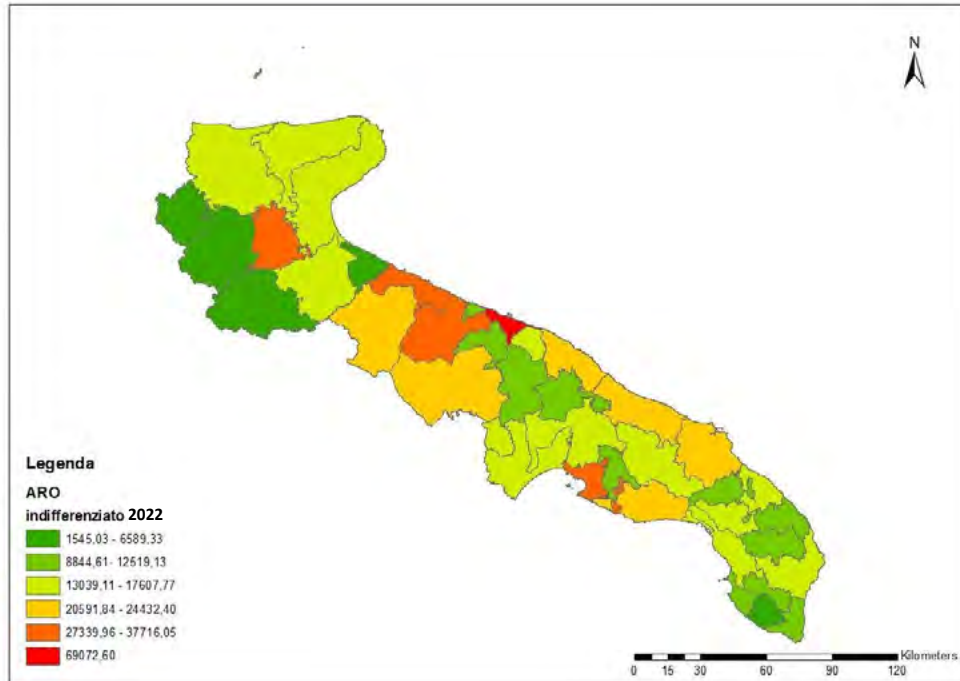 N
Legenda
ARO
indifferenziato 2022
1545,03 - 6589,33
8844,61 - 12519,13
13039,11 - 17607,77
20591,84 - 24432,40
27339,96 - 37716,05
69072,60
Kilometers
0 15 30 60 90 120